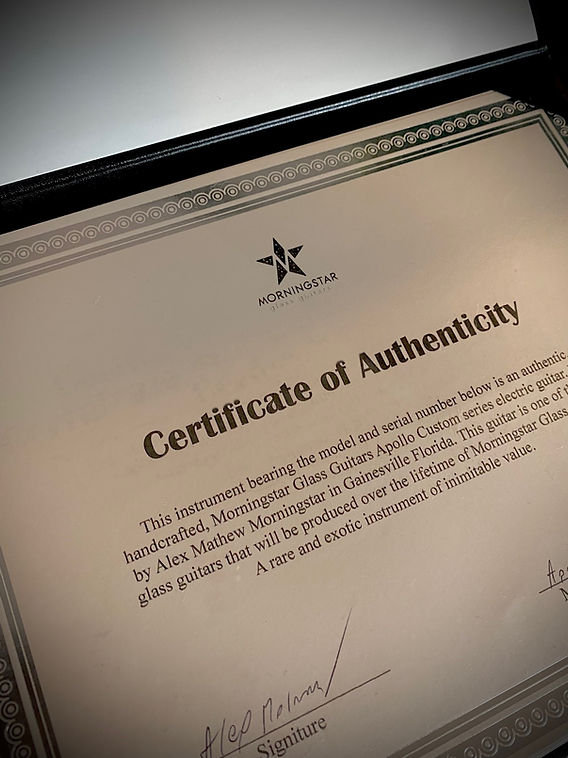 MORNINGSTAR
glass guitars
Certificate of Authenticity
This instrument bearing the model and serial number below is an authentic
handcrafted, Morningstar Glass Guitars Apollo Custom series electric guitar.
by Alex Mathew Morningstar in Gainesville Florida. This guitar is one of
glass guitars that will be produced over the lifetime of Morningstar Glass
A rare and exotic instrument of inimitable value.
Signiture